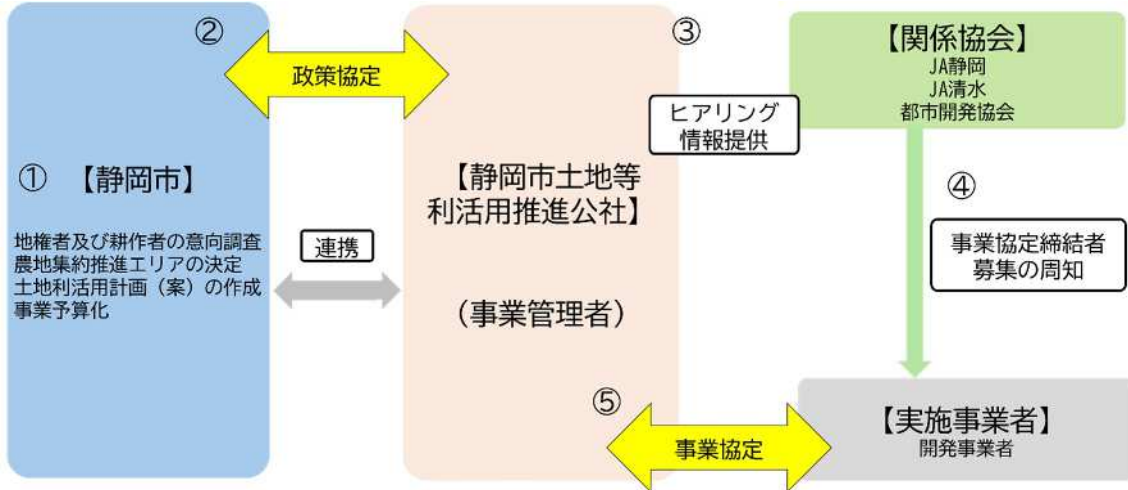 ②
政策協定
③
【関係協会】
JA静岡
JA清水
都市開発協会
ヒアリング
情報提供
① 【静岡市】
地権者及び耕作者の意向調査
農地集約推進エリアの決定
土地利活用計画（案）の作成
事業予算化
連携
【静岡市土地等
利活用推進公社】
（事業管理者）
④
事業協定締結者
募集の周知
⑤
事業協定
【実施事業者】
開発事業者